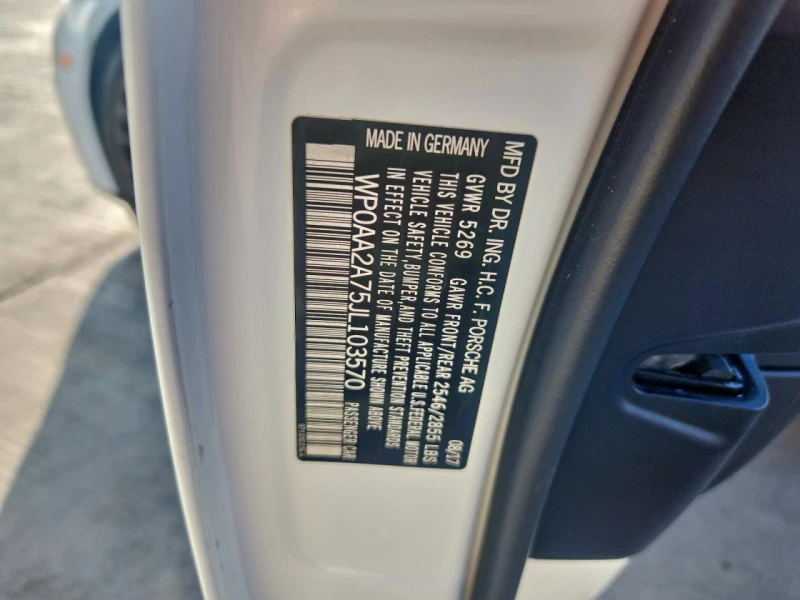 MFD BY DR. ING. H.C. F. PORSCHE AG
MADE IN GERMANY 08/17
GVWR 5269 GAWR FRONT/REAR 2546/2855 LBS
THIS VEHICLE CONFORMS TO ALL APPLICABLE U.S. FEDERAL MOTOR
VEHICLE SAFETY, BUMPER, AND THEFT PREVENTION STANDARDS
IN EFFECT ON THE DATE OF MANUFACTURE SHOWN ABOVE
WP0AA2A75JL103570 PASSENGER CAR